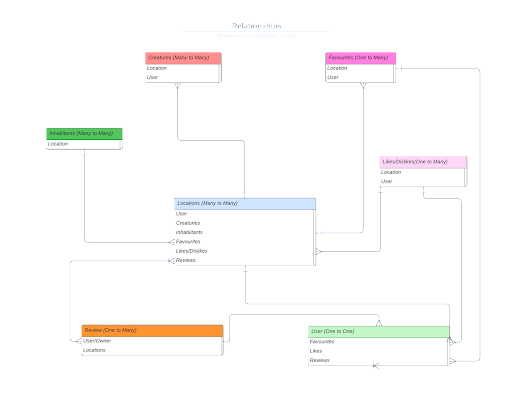 Relationships
Creatures (Many to Many)
Location
User
Favourites (One to Many)
Location
User
Inhabitants (Many to Many)
Location
Likes/Dislikes(One to Many)
Location
User
Locations (Many to Many)
User
Creaturies
Inhabitants
Favourites
Likes/Dislikes
Reviews
Review (One to Many)
User/Owner
Locations
User (One to One)
Favourites
Likes
Reviews